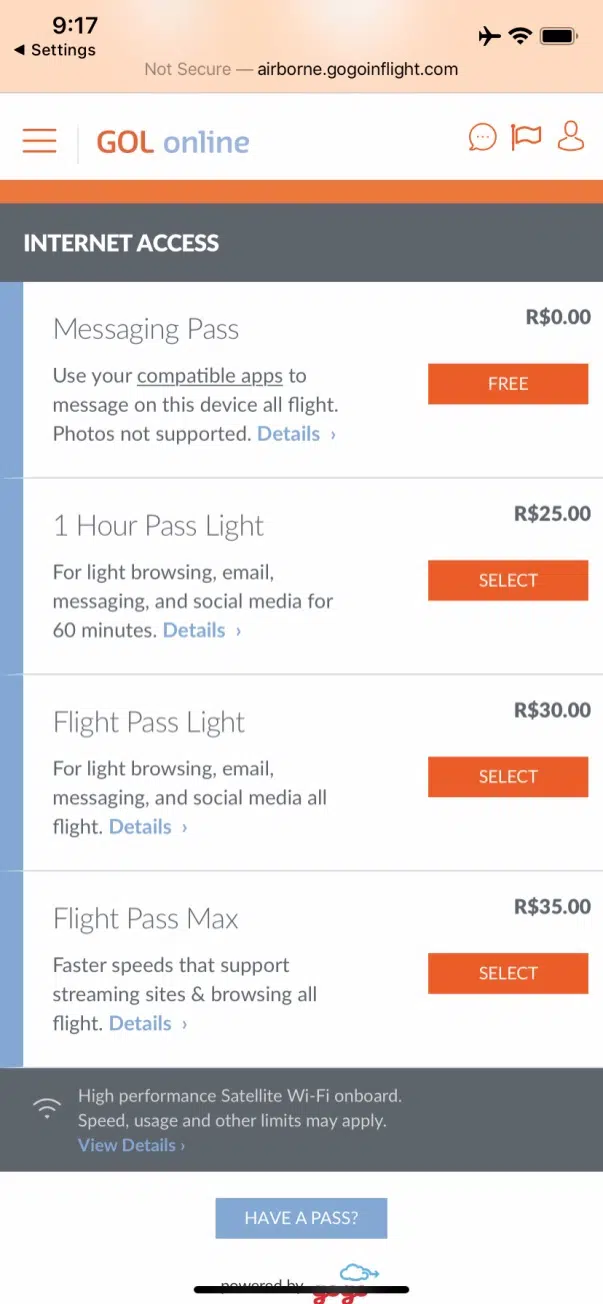 9:17
◀ Settings
Not Secure — airborne.gogoinflight.com
GOL online
INTERNET ACCESS
Messaging Pass
R$0.00
Use your compatible apps to
message on this device all flight.
Photos not supported. Details ›
FREE
1 Hour Pass Light
R$25.00
For light browsing, email,
messaging, and social media for
60 minutes. Details ›
SELECT
Flight Pass Light
R$30.00
For light browsing, email,
messaging, and social media all
flight. Details ›
SELECT
Flight Pass Max
R$35.00
Faster speeds that support
streaming sites & browsing all
flight. Details ›
SELECT
High performance Satellite Wi-Fi onboard.
Speed, usage and other limits may apply.
View Details ›
HAVE A PASS?
powered by gogo